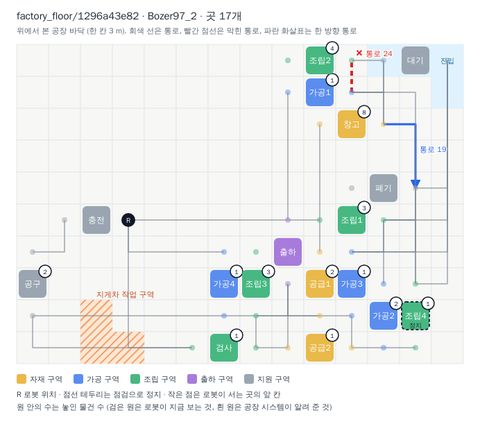 factory_floor/1296a43e82 · Bozer97_2 · 곳 17개
위에서 본 공장 바닥 (한 칸 3 m). 회색 선은 통로, 빨간 점선은 막힌 통로, 파란 화살표는 한 방향 통로
4
조립2
✕ 통로 24
대기
1
가공1
8
창고
통로 19
폐기
충전
R
3
조립1
출하
2
공구
1
가공4
3
조립3
2
공급1
1
가공3
지게차 작업 구역
2
가공2
1
조립4
정지
1
검사
2
공급2
자재 구역
가공 구역
조립 구역
출하 구역
지원 구역
R 로봇 위치 · 점선 테두리는 점검으로 정지 · 작은 점은 로봇이 서는 곳의 앞 칸
원 안의 수는 놓인 물건 수 (검은 원은 로봇이 지금 보는 것, 흰 원은 공장 시스템이 알려 준 것)